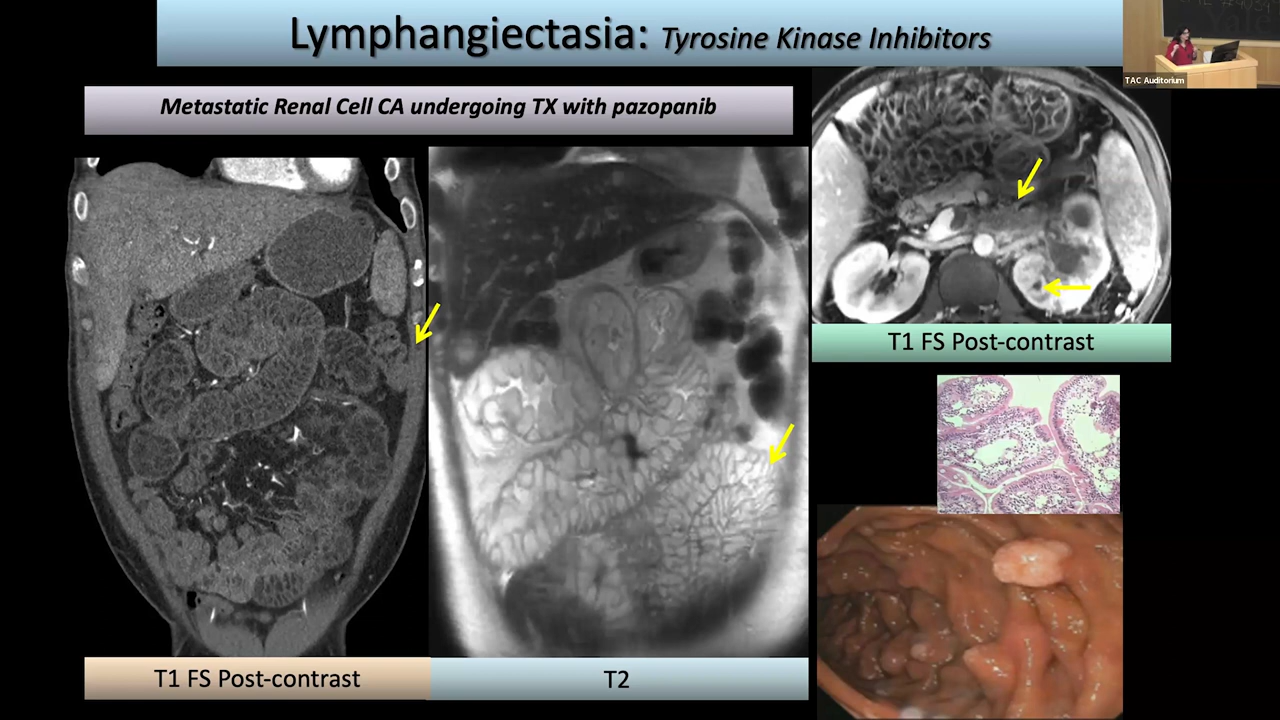 Lymphangiectasia: Tyrosine Kinase Inhibitors
TAC Auditorium
Metastatic Renal Cell CA undergoing TX with pazopanib
T1 FS Post-contrast
T1 FS Post-contrast
T2